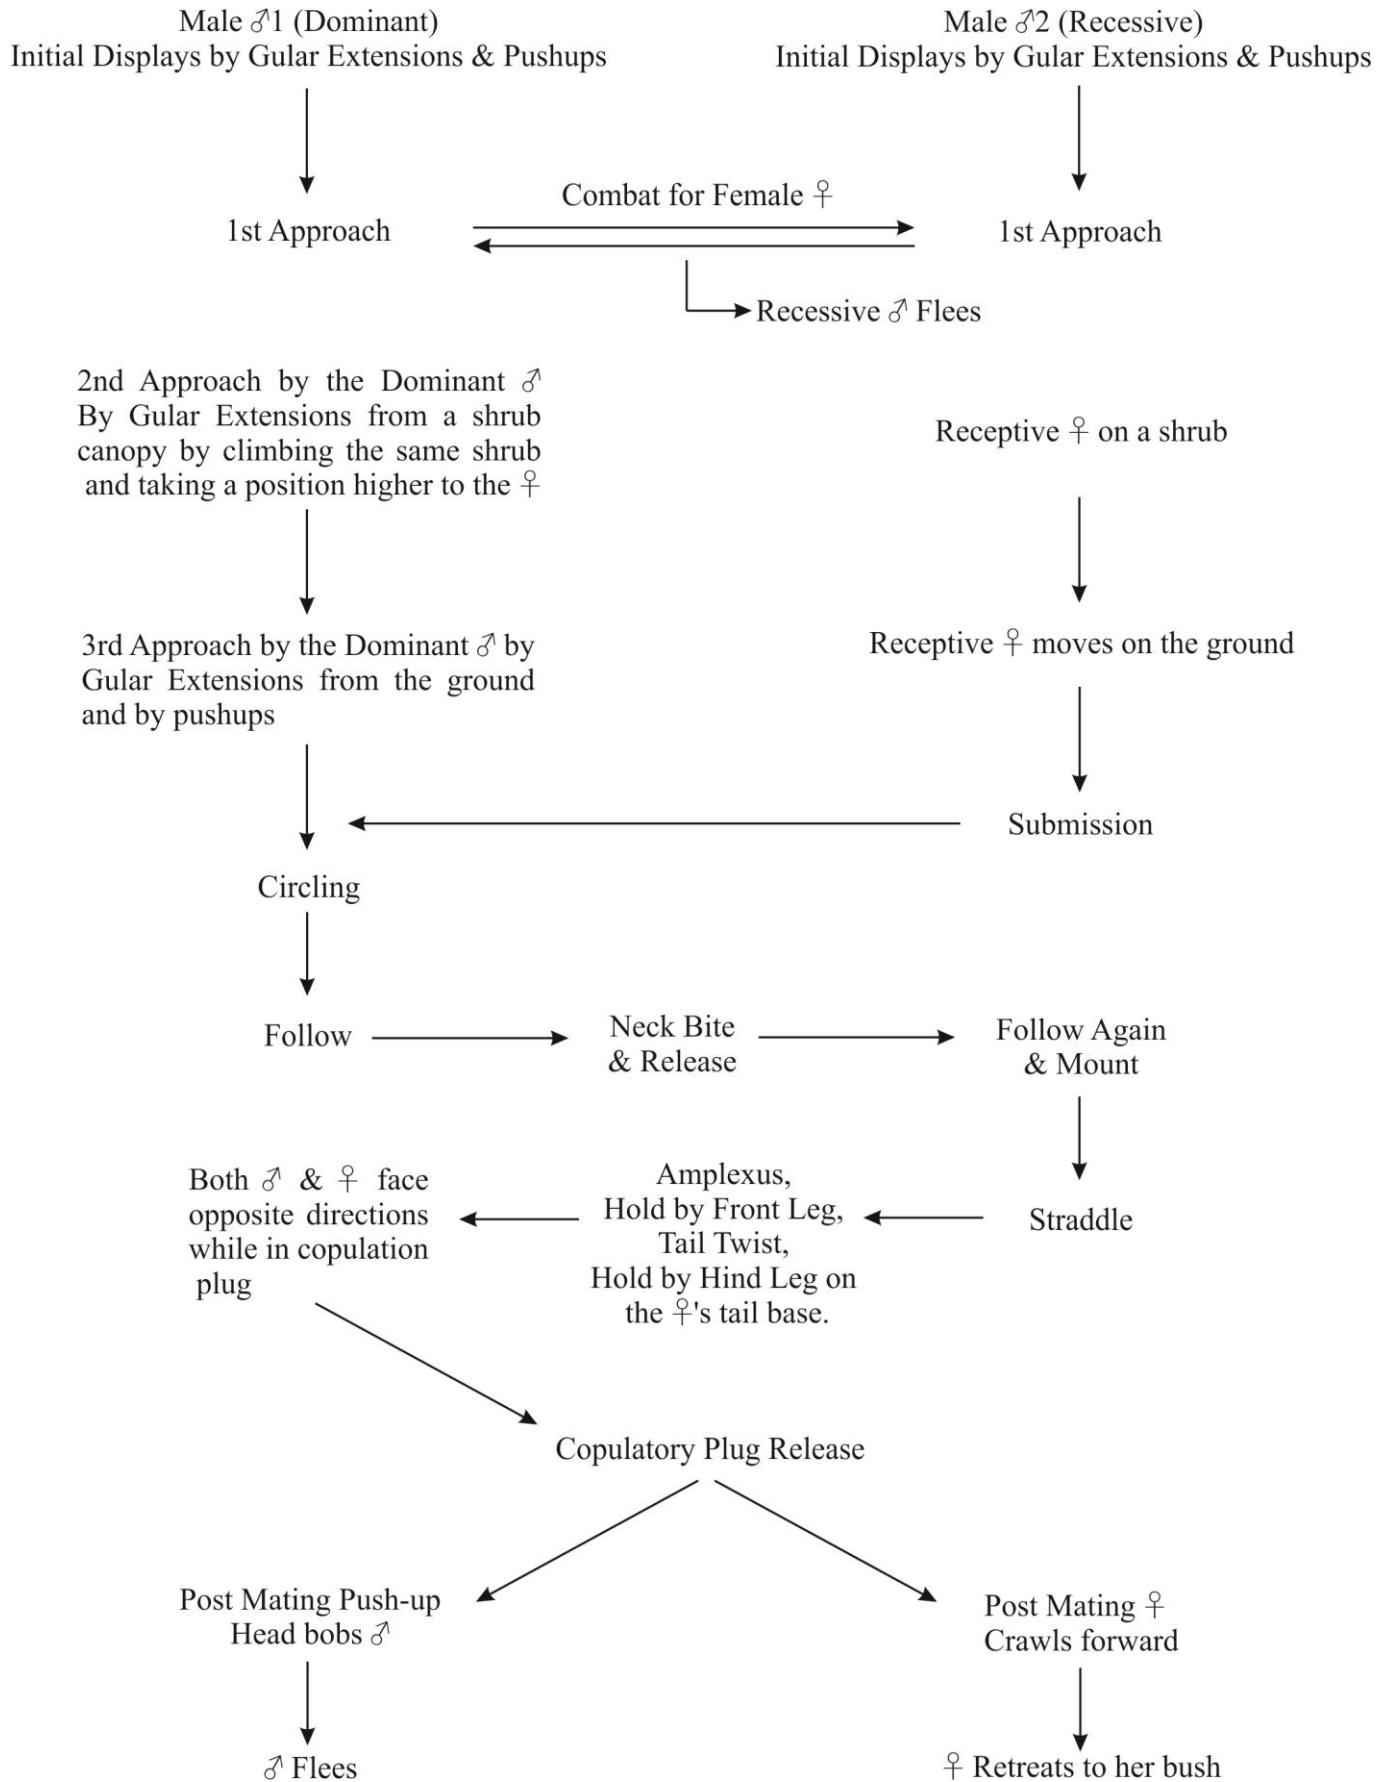 Male ♂1 (Dominant)
Initial Displays by Gular Extensions & Pushups
Male ♂2 (Recessive)
Initial Displays by Gular Extensions & Pushups
Combat for Female ♀
1st Approach
1st Approach
Recessive ♂ Flees
2nd Approach by the Dominant ♂
By Gular Extensions from a shrub
canopy by climbing the same shrub
and taking a position higher to the ♀
Receptive ♀ on a shrub
3rd Approach by the Dominant ♂ by
Gular Extensions from the ground
and by pushups
Receptive ♀ moves on the ground
Submission
Circling
Follow
Neck Bite
& Release
Follow Again
& Mount
Straddle
Amplexus,
Hold by Front Leg,
Tail Twist,
Hold by Hind Leg on
the ♀'s tail base.
Both ♂ & ♀ face
opposite directions
while in copulation
plug
Copulatory Plug Release
Post Mating Push-up
Head bobs ♂
Post Mating ♀
Crawls forward
♂ Flees
♀ Retreats to her bush